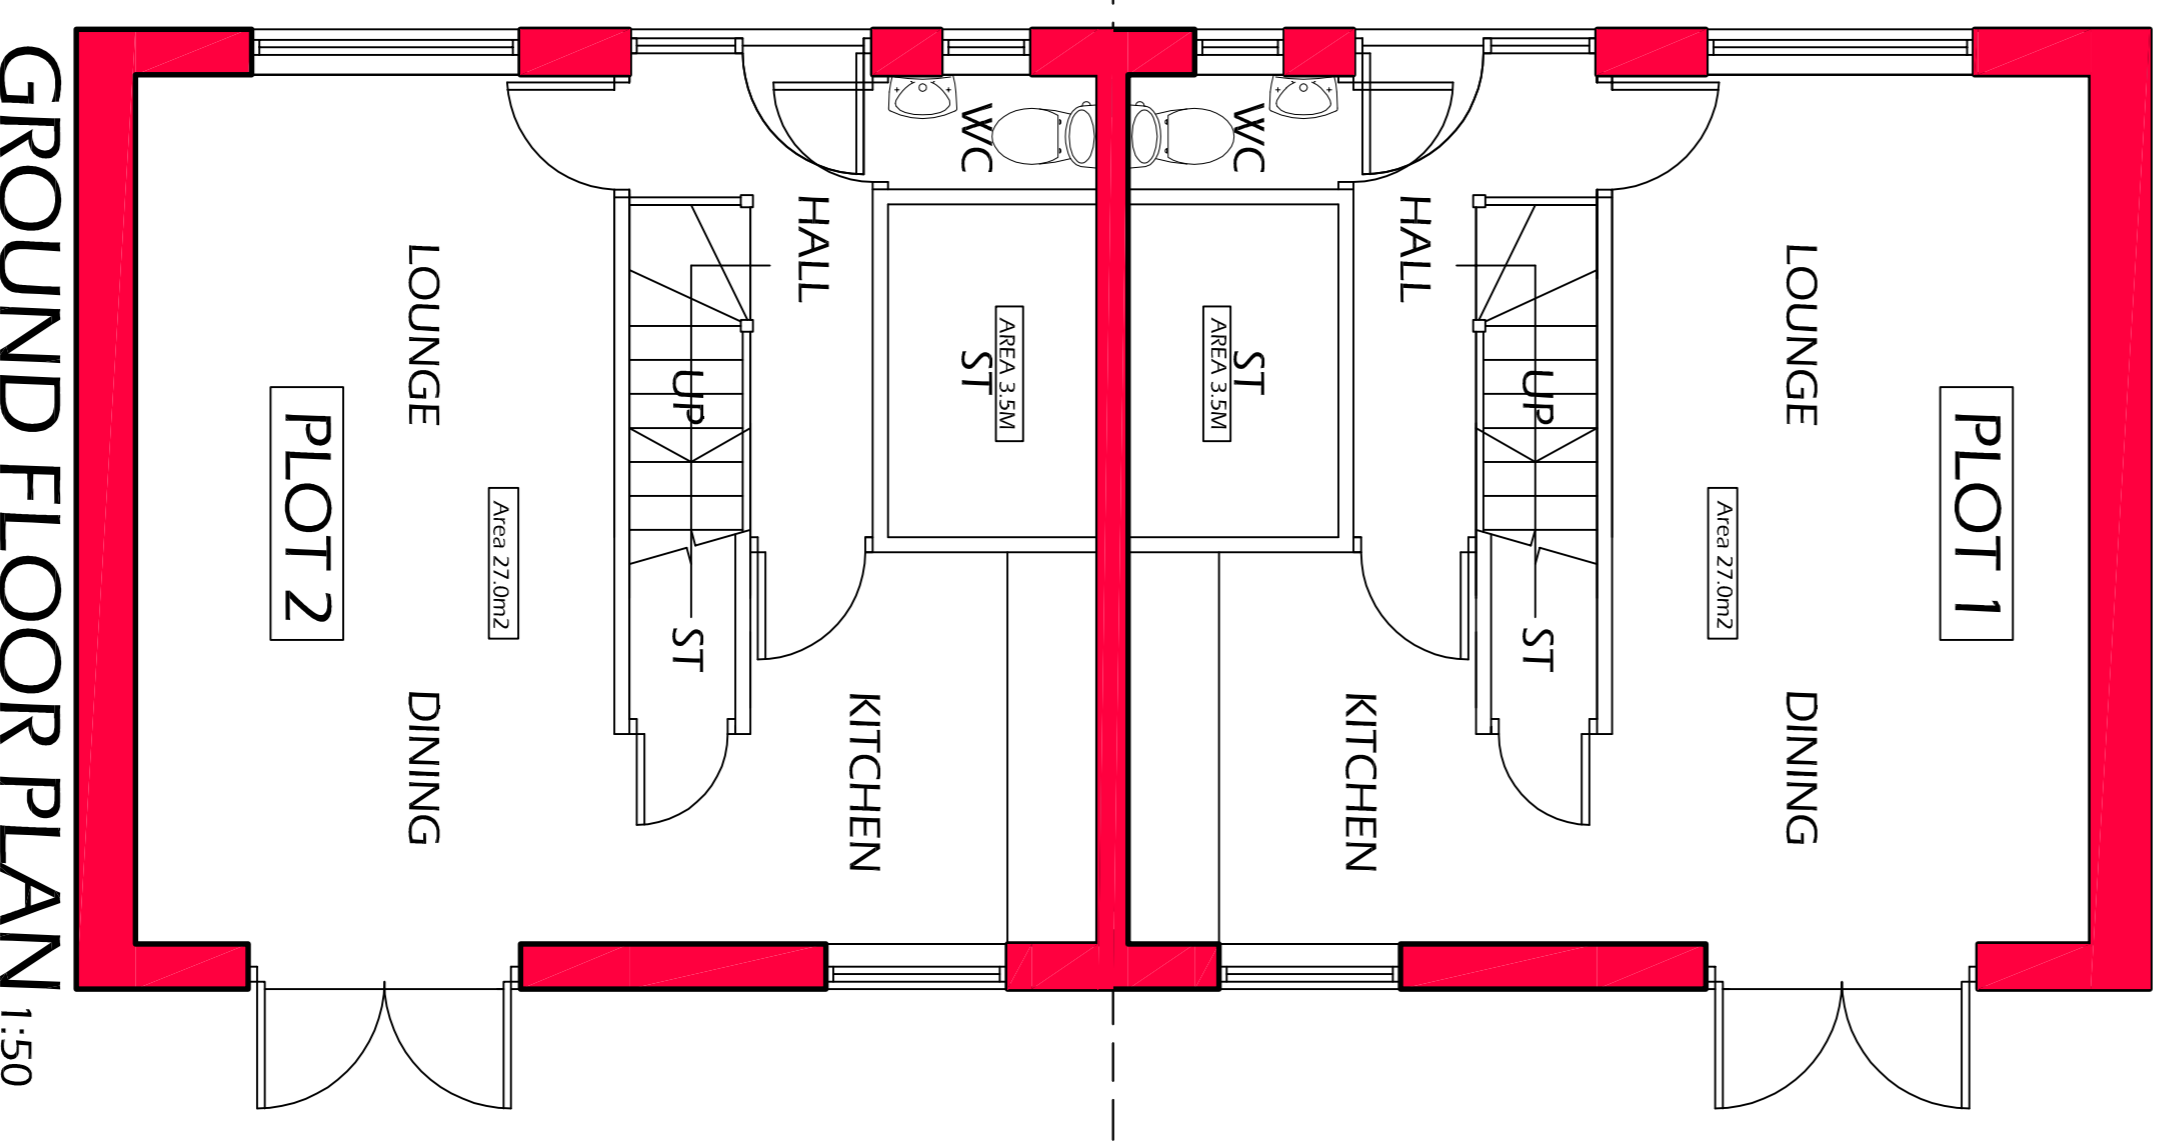 GROUND FLOOR PLAN 1:50
PLOT 2
LOUNGE
DINING
Area 27.0m2
UP
ST
HALL
KITCHEN
WC
ST
AREA 3.5M
WC
ST
AREA 3.5M
HALL
KITCHEN
UP
ST
LOUNGE
DINING
Area 27.0m2
PLOT 1